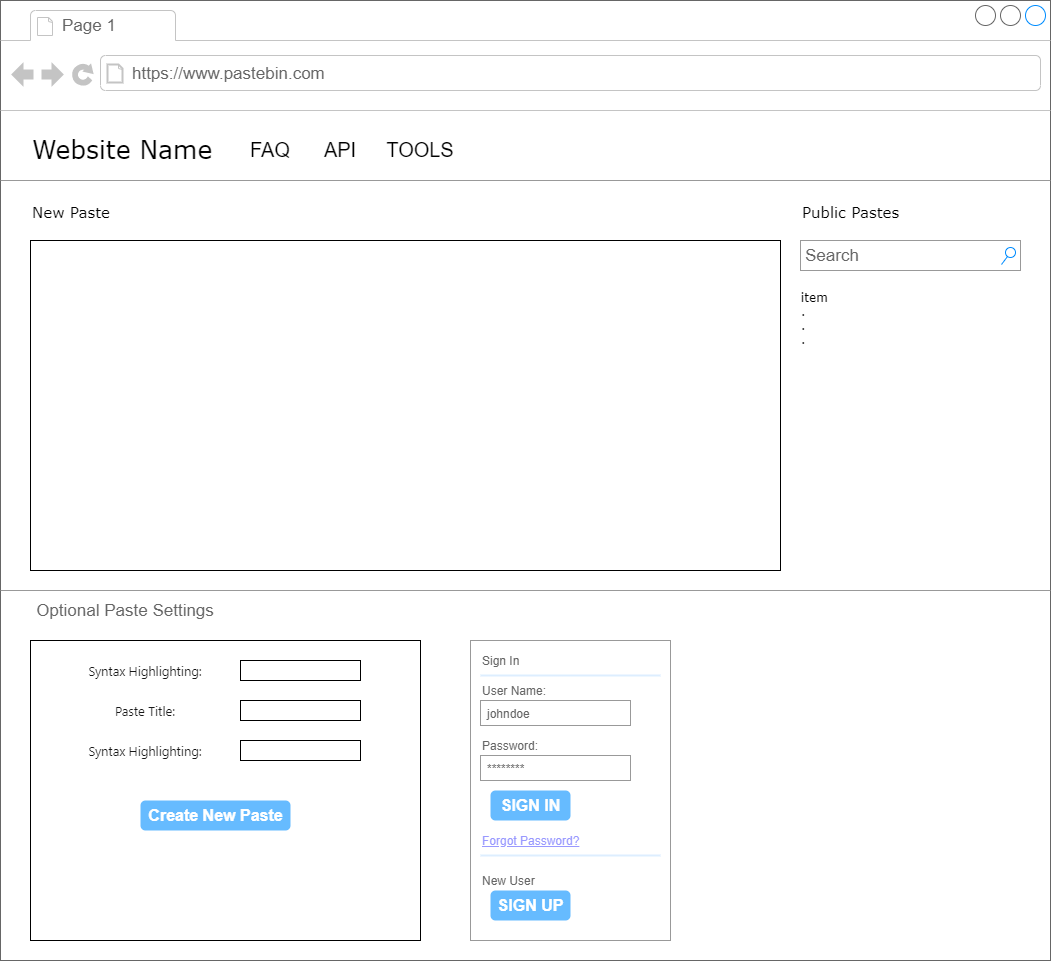 Page 1
https://www.pastebin.com
Website Name FAQ API TOOLS
New Paste
Public Pastes
Search
item
.
.
.
Optional Paste Settings
Syntax Highlighting:
Paste Title:
Syntax Highlighting:
Create New Paste
Sign In
User Name:
johndoe
Password:
********
SIGN IN
Forgot Password?
New User
SIGN UP